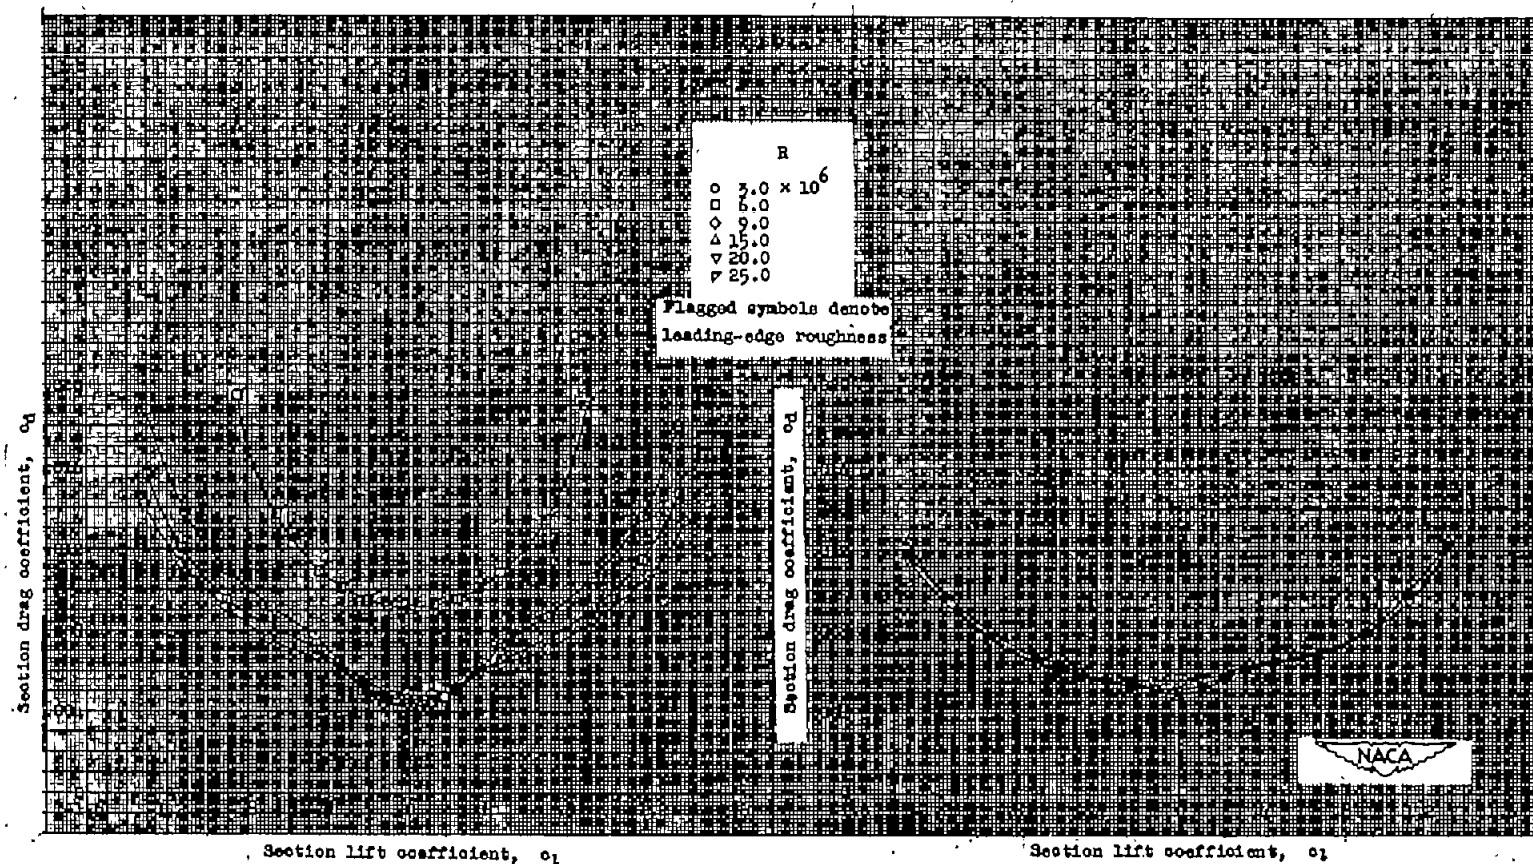 R
○ 3.0 × 10⁶
□ 6.0
◇ 9.0
△ 15.0
▽ 20.0
25.0
Flagged symbols denote
leading-edge roughness
Section drag coefficient, cd
Section drag coefficient, cd
NACA
Section lift coefficient, cl
Section lift coefficient, cl